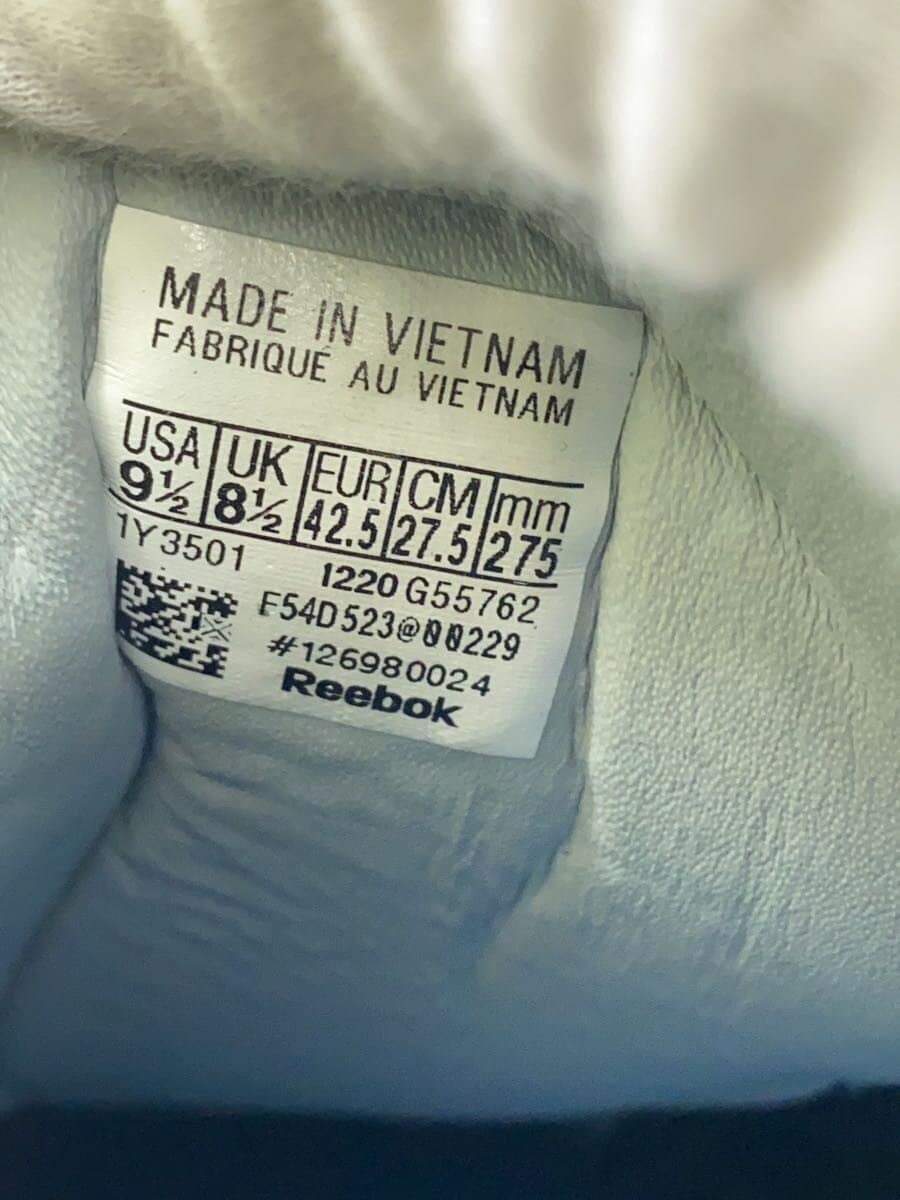 MADE IN VIETNAM
FABRIQUÉ AU VIETNAM
USA UK EUR CM mm
9½ 8½ 42.5 27.5 275
1Y3501 1220 G55762
F54D523@00229
#126980024
Reebok